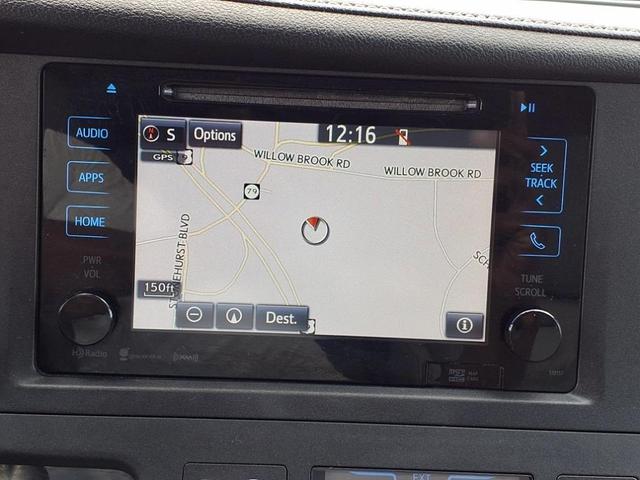 AUDIO
APPS
HOME
PWR
VOL
HD Radio
S
Options
12:16
GPS
WILLOW BROOK RD
WILLOW BROOK RD
79
150ft
Dest.
SEEK
TRACK
TUNE
SCROLL
EXT